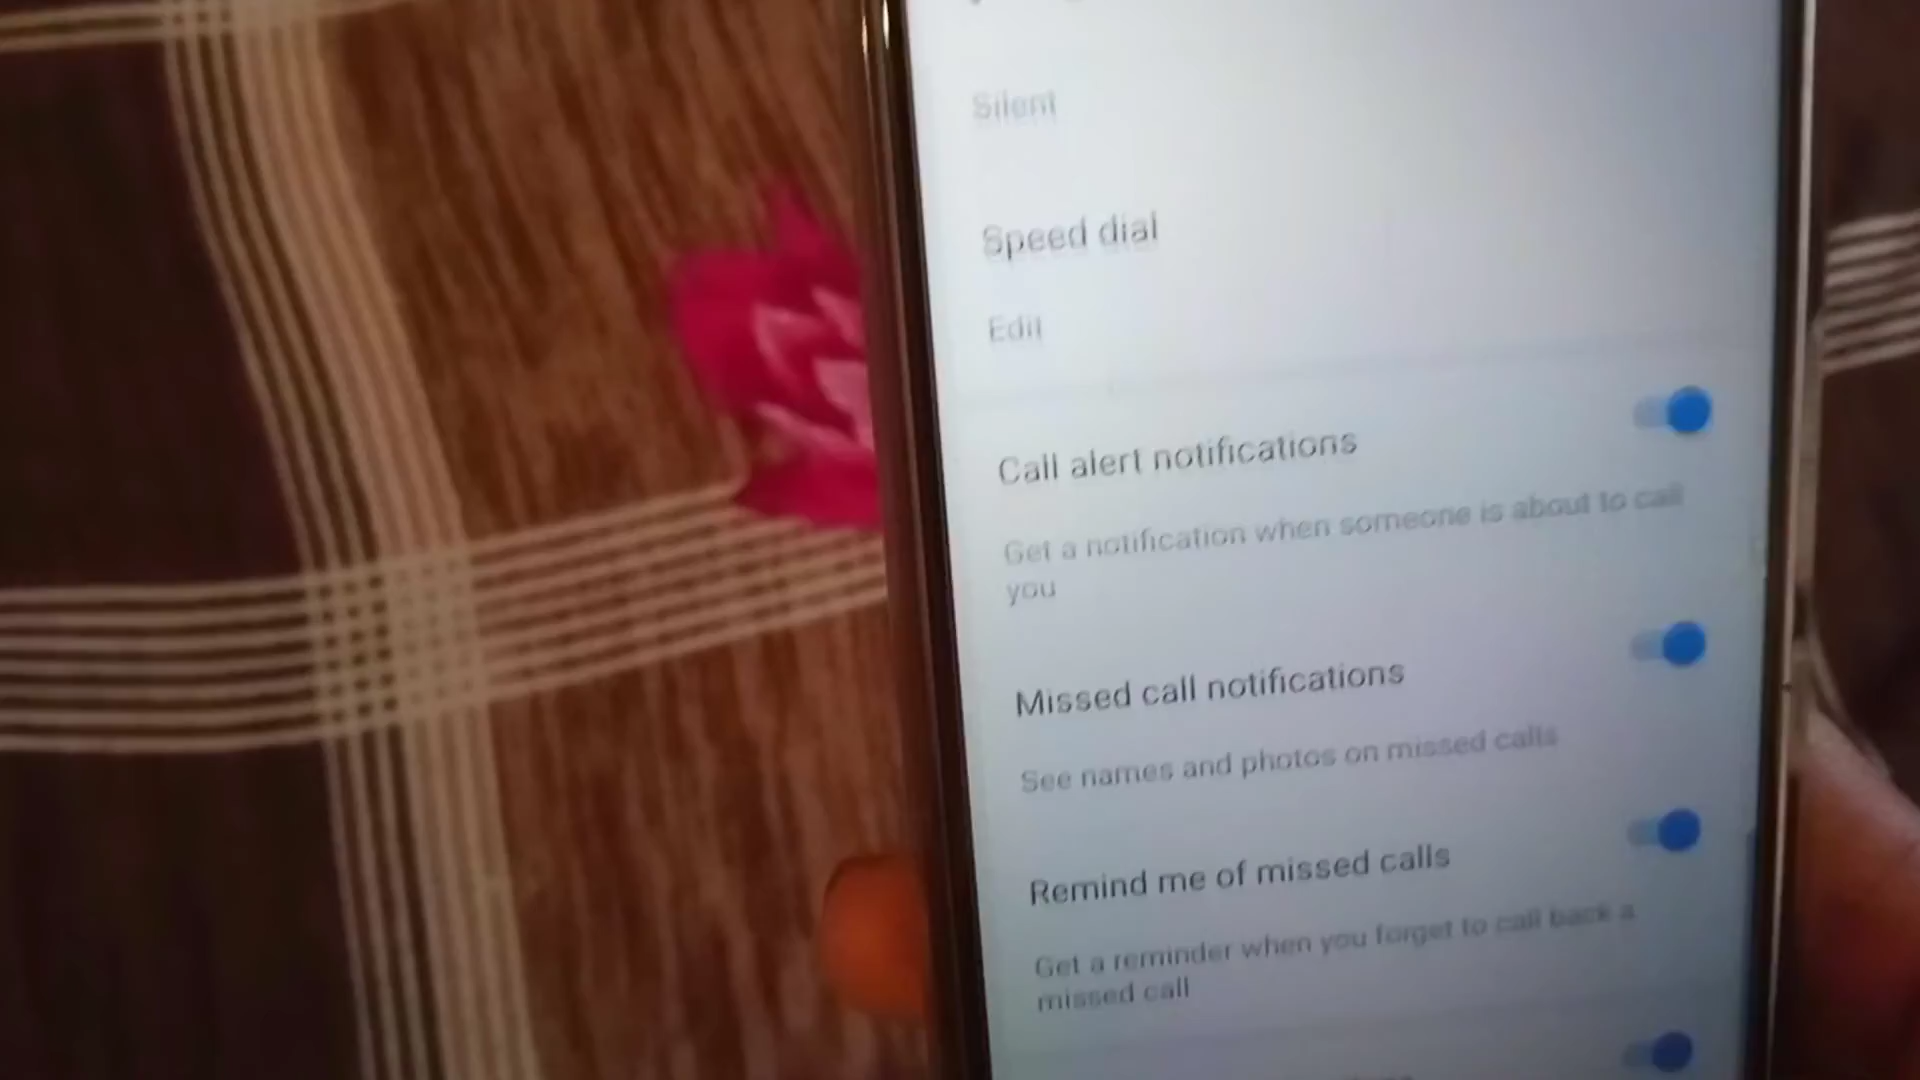 Silent
Speed dial
Edit
Call alert notifications
Get a notification when someone is about to call
you
Missed call notifications
See names and photos on missed calls
Remind me of missed calls
Get a reminder when you forget to call back a
missed call